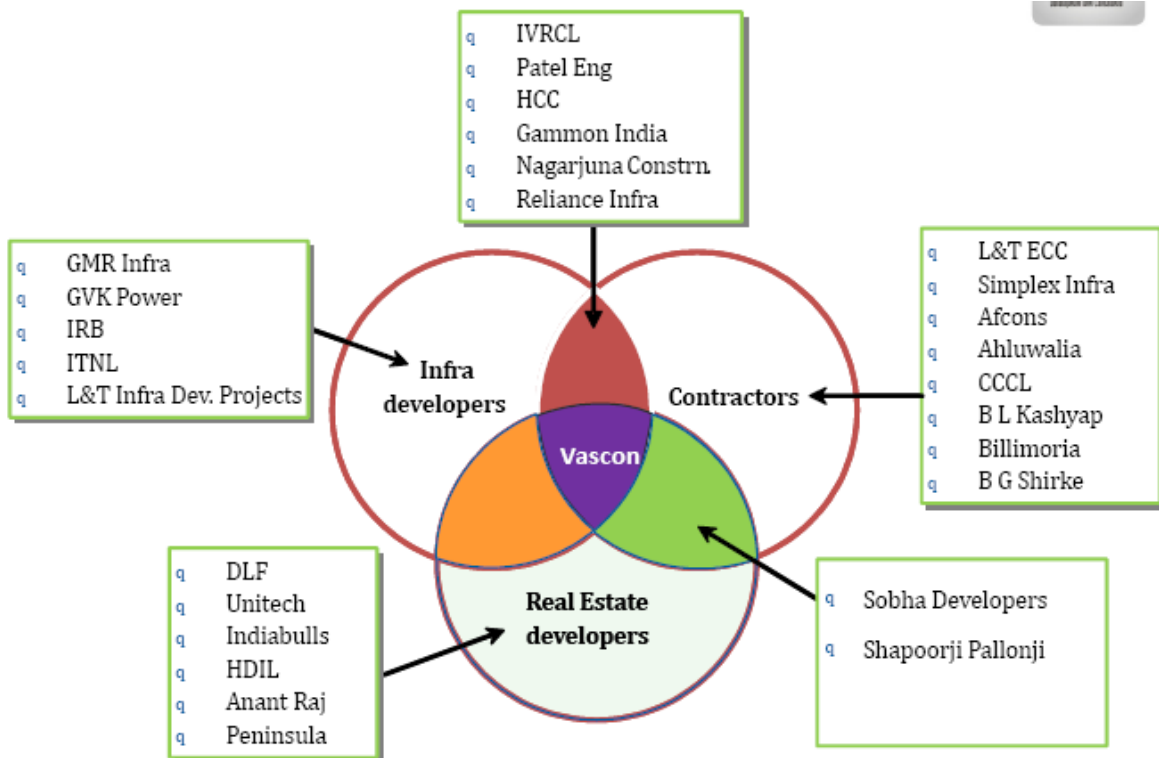 q IVRCL
q Patel Eng
q HCC
q Gammon India
q Nagarjuna Constrn.
q Reliance Infra
q GMR Infra
q GVK Power
q IRB
q ITNL
q L&T Infra Dev. Projects
q L&T ECC
q Simplex Infra
q Afcons
q Ahluwalia
q CCCL
q B L Kashyap
q Billimoria
q B G Shirke
Infra
developers
Contractors
Vascon
Real Estate
developers
q DLF
q Unitech
q Indiabulls
q HDIL
q Anant Raj
q Peninsula
q Sobha Developers
q Shapoorji Pallonji